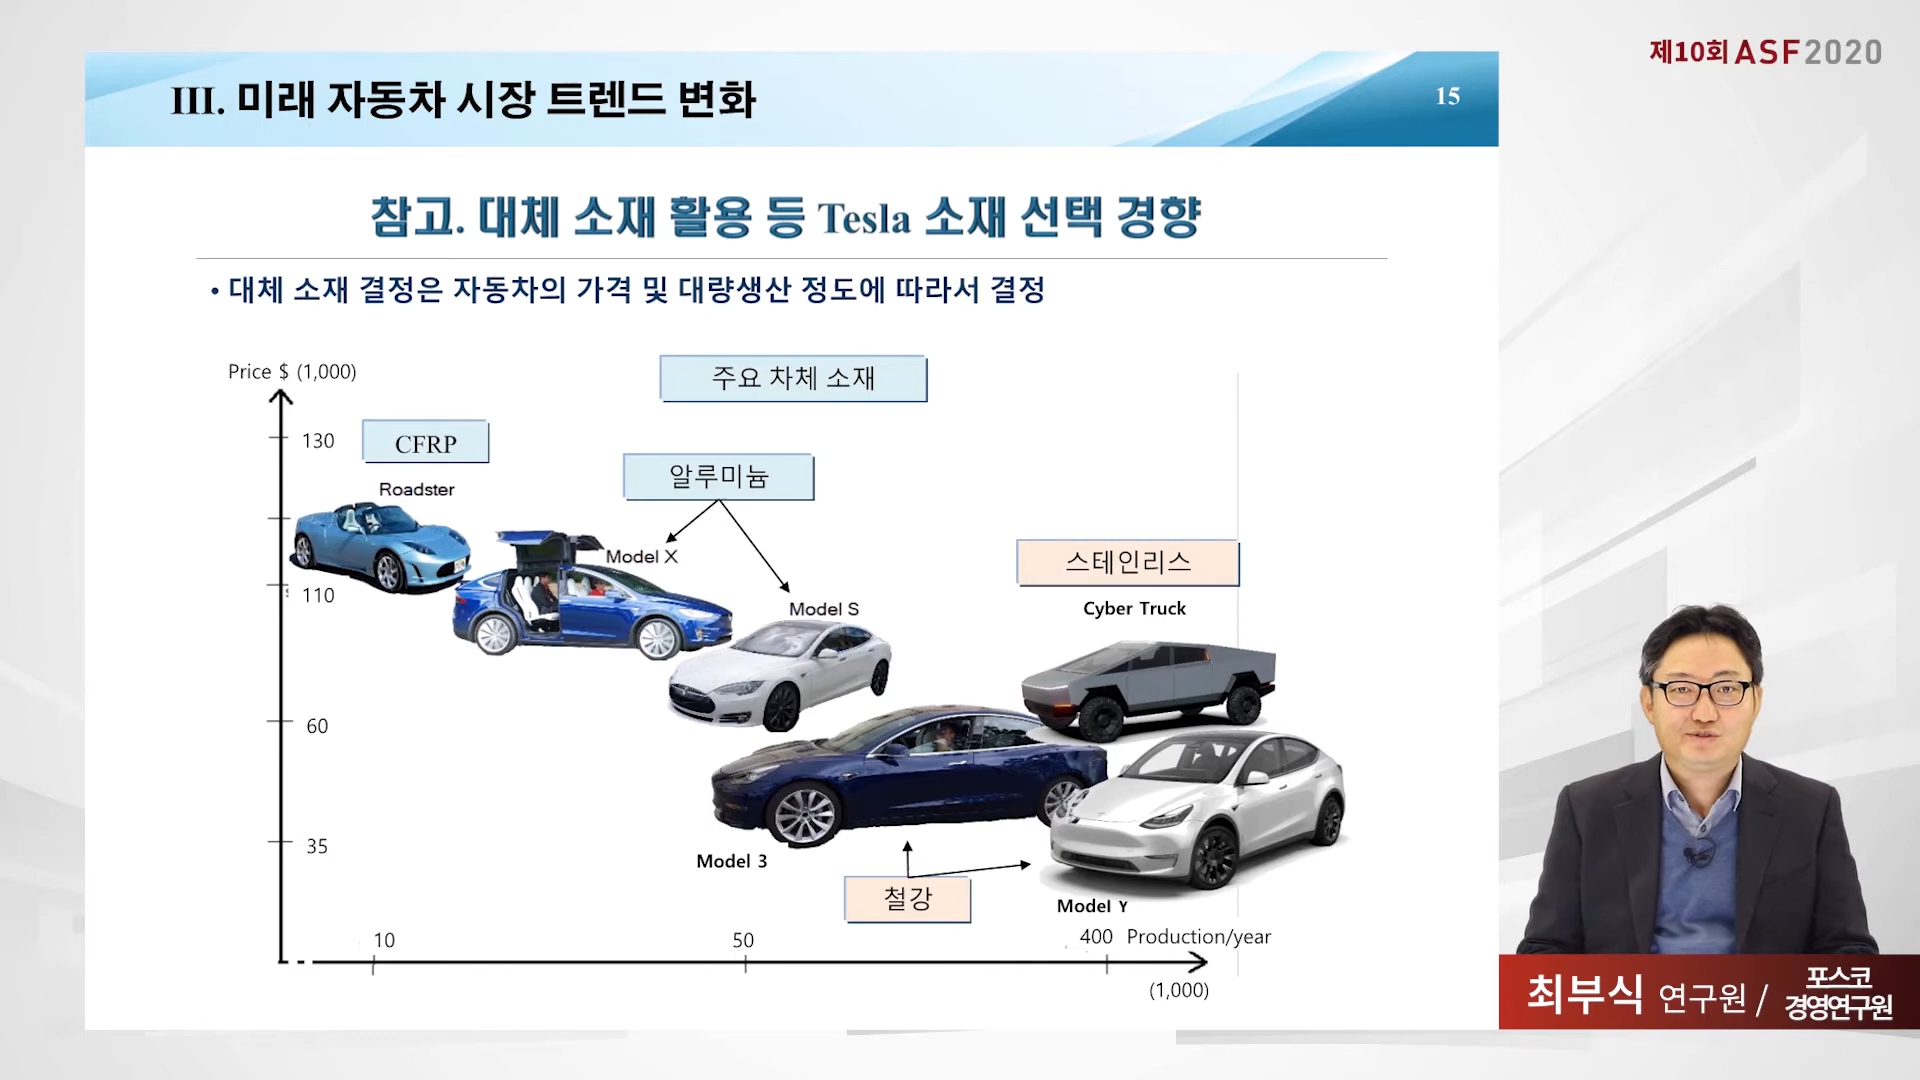 제10회 ASF2020
III. 미래 자동차 시장 트렌드 변화
15
참고. 대체 소재 활용 등 Tesla 소재 선택 경향
• 대체 소재 결정은 자동차의 가격 및 대량생산 정도에 따라서 결정
Price $ (1,000)
주요 차체 소재
130
CFRP
Roadster
알루미늄
Model X
스테인리스
110
Model S
Cyber Truck
60
35
Model 3
철강
Model Y
10
50
400 Production/year
(1,000)
최부식 연구원 / 포스코
경영연구원